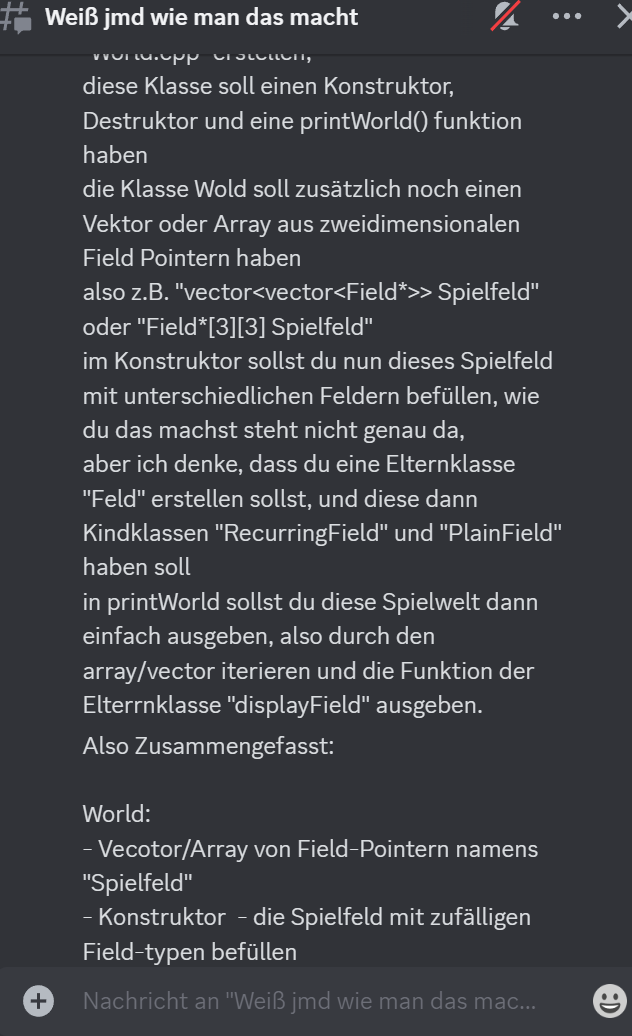 Weiß jmd wie man das macht
"World.cpp" erstellen,
diese Klasse soll einen Konstruktor,
Destruktor und eine printWorld() funktion
haben
die Klasse Wold soll zusätzlich noch einen
Vektor oder Array aus zweidimensionalen
Field Pointern haben
also z.B. "vector<vector<Field*>> Spielfeld"
oder "Field*[3][3] Spielfeld"
im Konstruktor sollst du nun dieses Spielfeld
mit unterschiedlichen Feldern befüllen, wie
du das machst steht nicht genau da,
aber ich denke, dass du eine Elternklasse
"Feld" erstellen sollst, und diese dann
Kindklassen "RecurringField" und "PlainField"
haben soll
in printWorld sollst du diese Spielwelt dann
einfach ausgeben, also durch den
array/vector iterieren und die Funktion der
Elterrnklasse "displayField" ausgeben.
Also Zusammengefasst:
World:
- Vecotor/Array von Field-Pointern namens
"Spielfeld"
- Konstruktor - die Spielfeld mit zufälligen
Field-typen befüllen
Nachricht an "Weiß jmd wie man das mac...